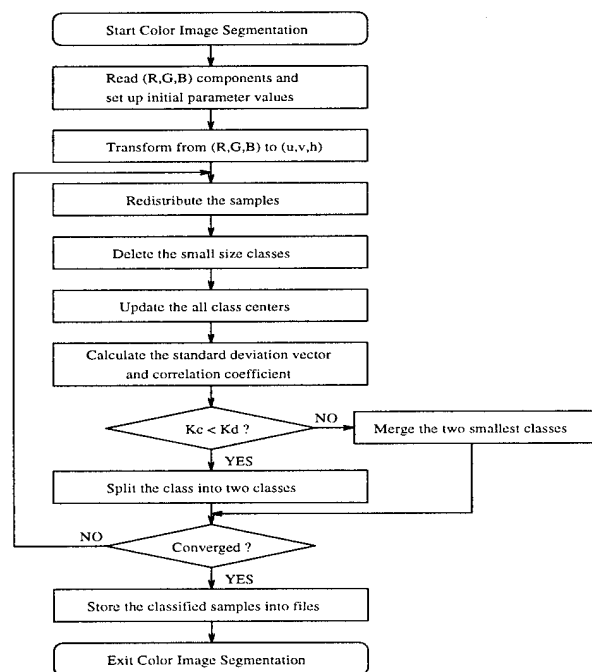 Start Color Image Segmentation
Read (R,G,B) components and
set up initial parameter values
Transform from (R,G,B) to (u,v,h)
Redistribute the samples
Delete the small size classes
Update the all class centers
Calculate the standard deviation vector
and correlation coefficient
Kc < Kd ?
NO
Merge the two smallest classes
YES
Split the class into two classes
NO
Converged ?
YES
Store the classified samples into files
Exit Color Image Segmentation